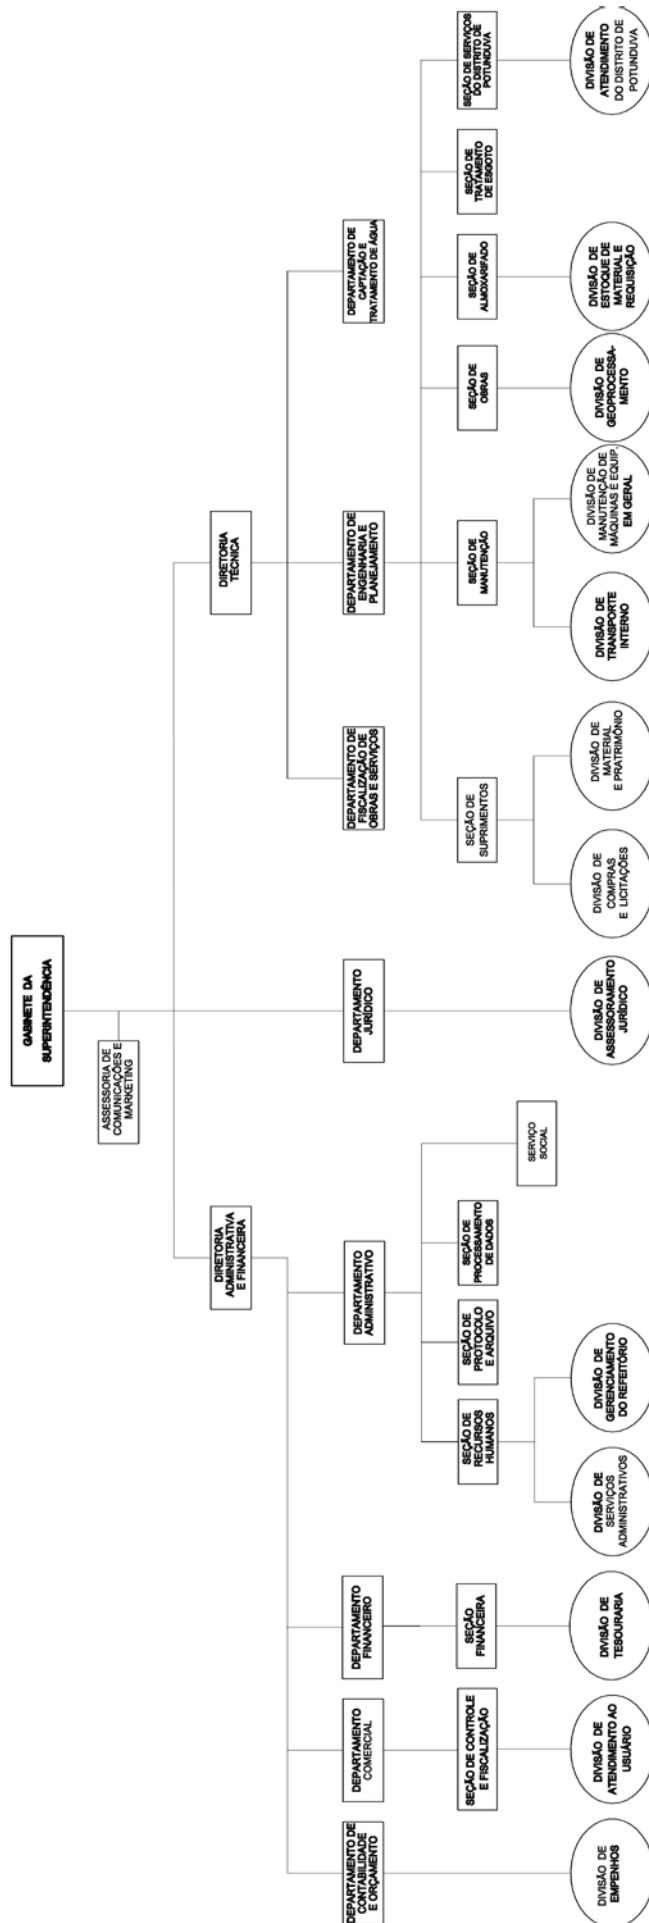 GABINETE DA
SUPERINTENDÊNCIA
ASSESSORIA DE
COMUNICAÇÕES E
MARKETING
DIRETORIA
ADMINISTRATIVA
E FINANCEIRA
DIRETORIA
TÉCNICA
DEPARTAMENTO DE
CONTABILIDADE
E ORÇAMENTO
DEPARTAMENTO
COMERCIAL
DEPARTAMENTO
FINANCEIRO
DEPARTAMENTO
ADMINISTRATIVO
DEPARTAMENTO
JURÍDICO
DEPARTAMENTO DE
FISCALIZAÇÃO DE
OBRAS E SERVIÇOS
DEPARTAMENTO DE
ENGENHARIA E
PLANEJAMENTO
DEPARTAMENTO DE
CAPTAÇÃO E
TRATAMENTO DE ÁGUA
SEÇÃO DE CONTROLE
E FISCALIZAÇÃO
SEÇÃO
FINANCEIRA
SEÇÃO DE
RECURSOS
HUMANOS
SEÇÃO DE
PROTOCOLO
E ARQUIVO
SEÇÃO DE
PROCESSAMENTO
DE DADOS
SERVIÇO
SOCIAL
SEÇÃO DE
SUPRIMENTOS
SEÇÃO DE
MANUTENÇÃO
SEÇÃO DE
OBRAS
SEÇÃO DE
ALMOXARIFADO
SEÇÃO DE
TRATAMENTO
DE ESGOTO
SEÇÃO DE SERVIÇOS
DO DISTRITO DE
POTUNDUVA
DIVISÃO DE
EMPENHOS
DIVISÃO DE
ATENDIMENTO AO
USUÁRIO
DIVISÃO DE
TESOURARIA
DIVISÃO DE
SERVIÇOS
ADMINISTRATIVOS
DIVISÃO DE
GERENCIAMENTO
DO REFEITÓRIO
DIVISÃO DE
ASSESSORAMENTO
JURÍDICO
DIVISÃO DE
COMPRAS
E LICITAÇÕES
DIVISÃO DE
MATERIAL
E PRATRIMÔNIO
DIVISÃO DE
TRANSPORTE
INTERNO
DIVISÃO DE
MANUTENÇÃO DE
MÁQUINAS E EQUIP.
EM GERAL
DIVISÃO DE
GEOPROCESSA-
MENTO
DIVISÃO DE
ESTOQUE DE
MATERIAL E
REQUISIÇÃO
DIVISÃO DE
ATENDIMENTO
DO DISTRITO DE
POTUNDUVA